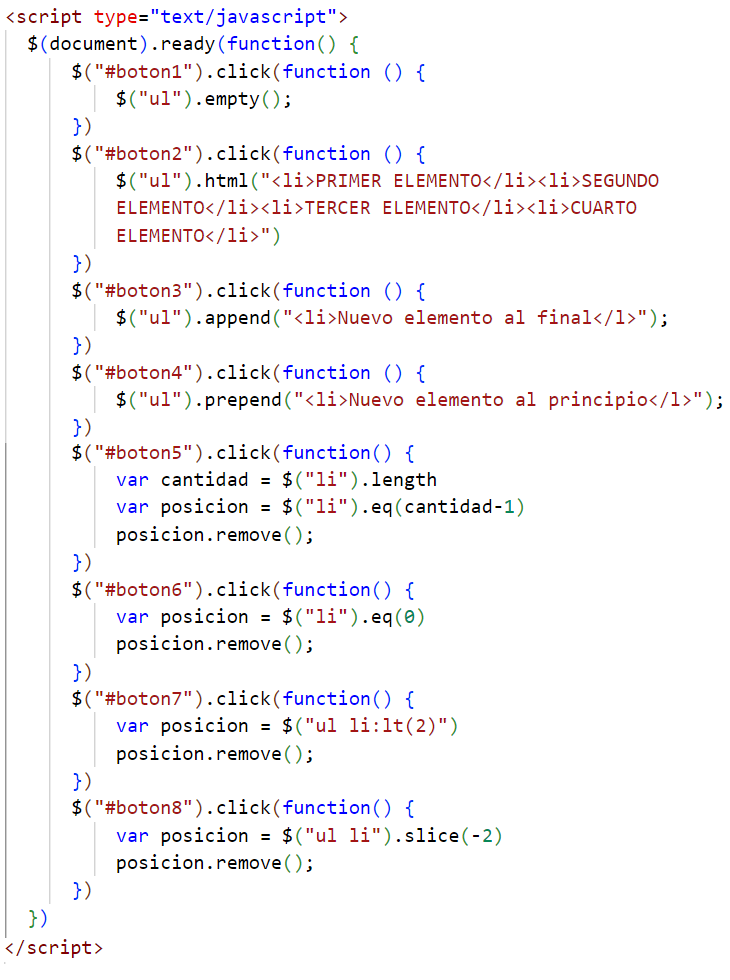 <script type="text/javascript">
$(document).ready(function() {
$("#boton1").click(function () {
$("ul").empty();
})
$("#boton2").click(function () {
$("ul").html("<li>PRIMER ELEMENTO</li><li>SEGUNDO
ELEMENTO</li><li>TERCER ELEMENTO</li><li>CUARTO
ELEMENTO</li>")
})
$("#boton3").click(function () {
$("ul").append("<li>Nuevo elemento al final</l>");
})
$("#boton4").click(function () {
$("ul").prepend("<li>Nuevo elemento al principio</l>");
})
$("#boton5").click(function() {
var cantidad = $("li").length
var posicion = $("li").eq(cantidad-1)
posicion.remove();
})
$("#boton6").click(function() {
var posicion = $("li").eq(0)
posicion.remove();
})
$("#boton7").click(function() {
var posicion = $("ul li:lt(2)")
posicion.remove();
})
$("#boton8").click(function() {
var posicion = $("ul li").slice(-2)
posicion.remove();
})
})
</script>